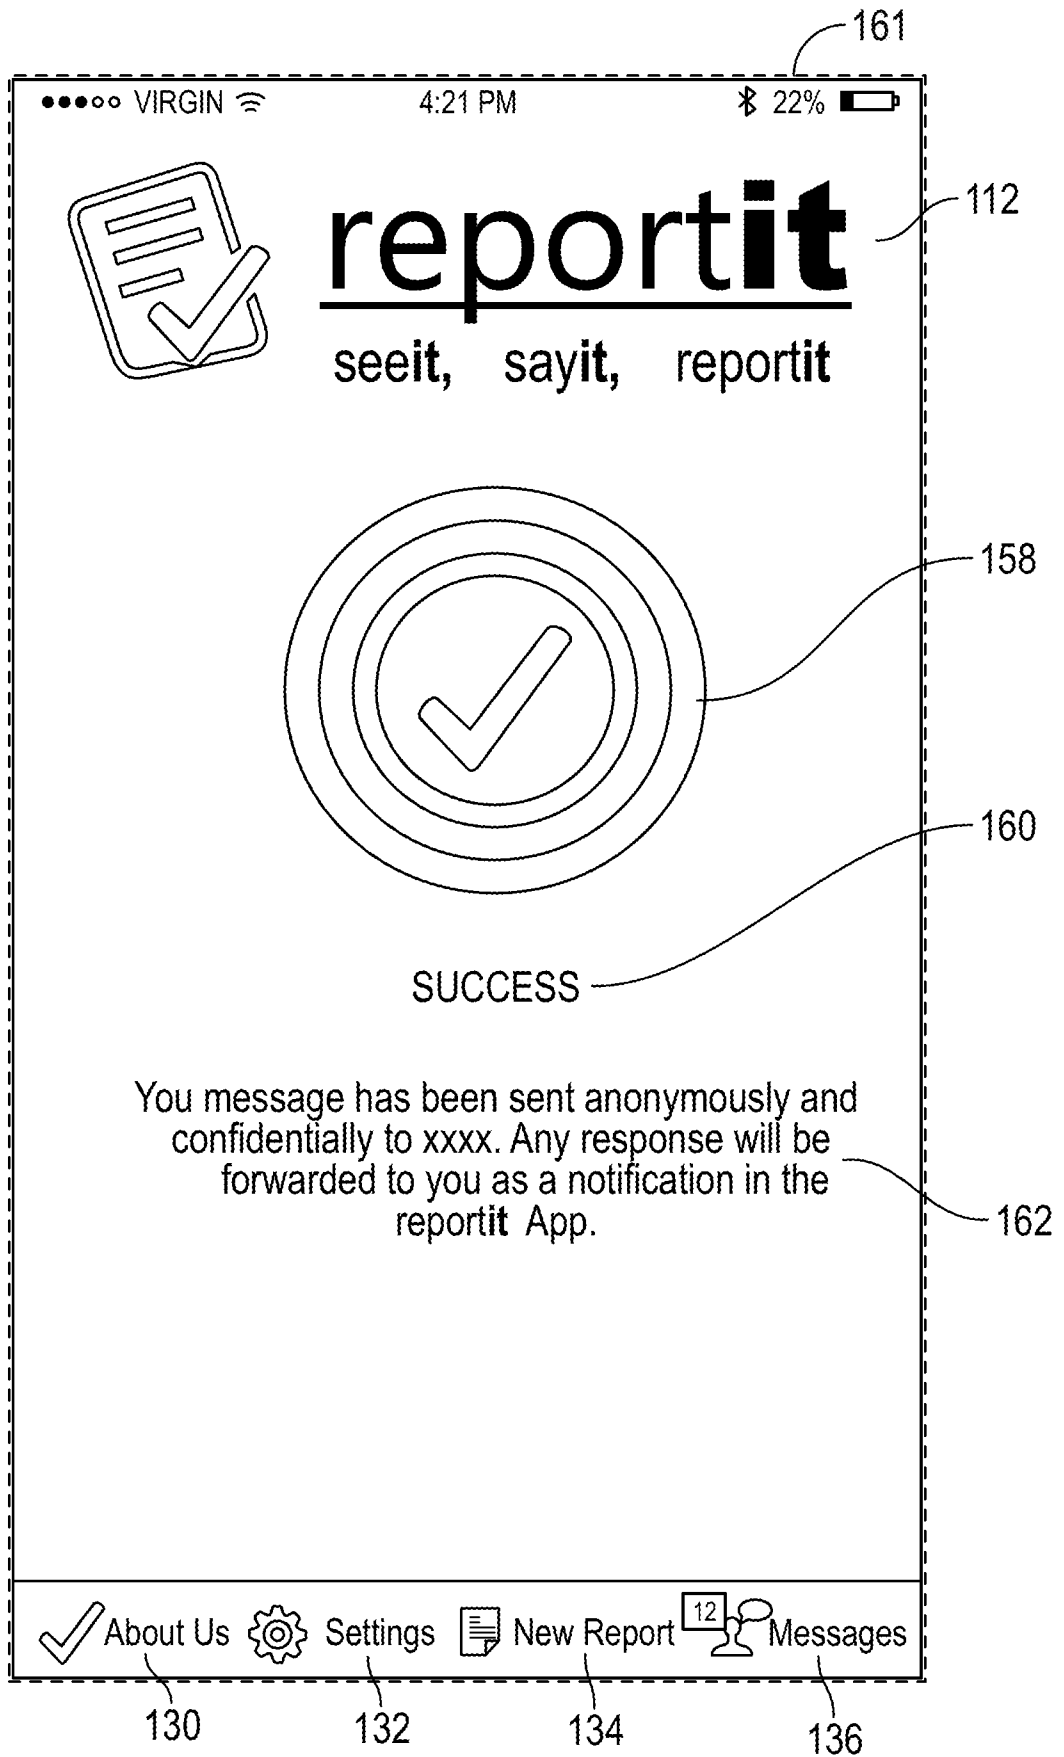 161
VIRGIN 4:21 PM 22%
reportit
112
seeit, sayit, reportit
158
160
SUCCESS
You message has been sent anonymously and
confidentially to xxxx. Any response will be
forwarded to you as a notification in the
reportit App.
162
About Us Settings New Report 12 Messages
130 132 134 136